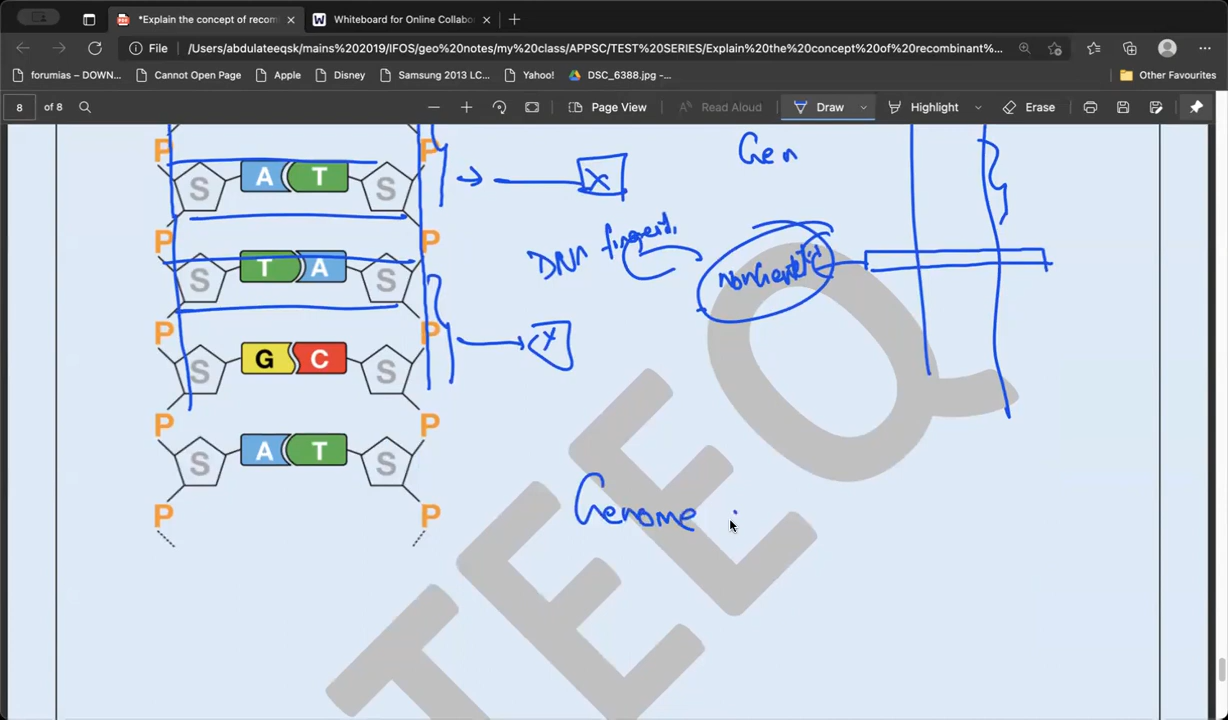 *Explain the concept of recom
Whiteboard for Online Collabo
File
/Users/abdulateeqsk/mains%202019/IFOS/geo%20notes/my%20class/APPSC/TEST%20SERIES/Explain%20the%20concept%20of%20recombinant%...
forumias – DOWN...
Cannot Open Page
Apple
Disney
Samsung 2013 LC...
Yahoo!
DSC_6388.jpg -...
Other Favourites
8 of 8
Page View
Read Aloud
Draw
Highlight
Erase
P P
Gen
S A T S
X
P P
DNA
S T A S
P P
X
S G C S
P P
S A T S
Genome
P P
TEEQ